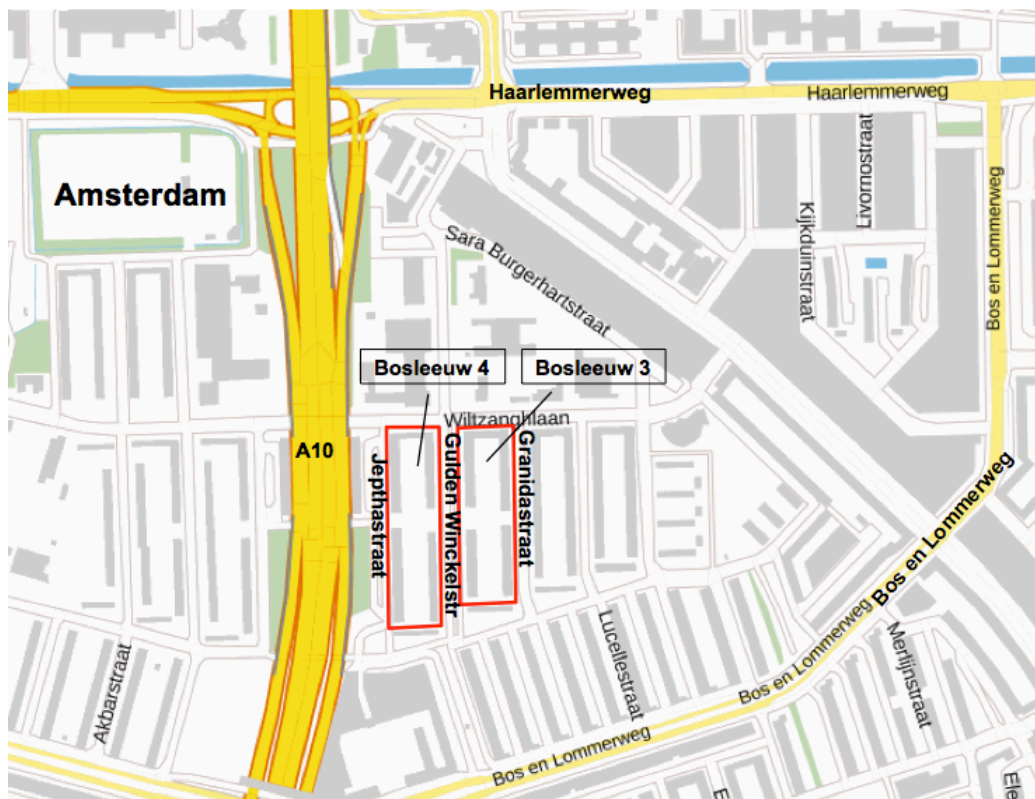 Haarlemmerweg
Haarlemmerweg
Amsterdam
Livornostraat
Kijkduinstraat
Bos en Lommerweg
Sara Burgerhartstraat
Bosleeuw 4
Bosleeuw 3
Wiltzanghlaan
A10
Jepthastraat
Gulden Winckelstr
Granidastraat
Bos en Lommerweg
Lucellestraat
Bos en Lommerweg
Merlijnstraat
Akbarstraat
Bos en Lommerweg
E
Ele